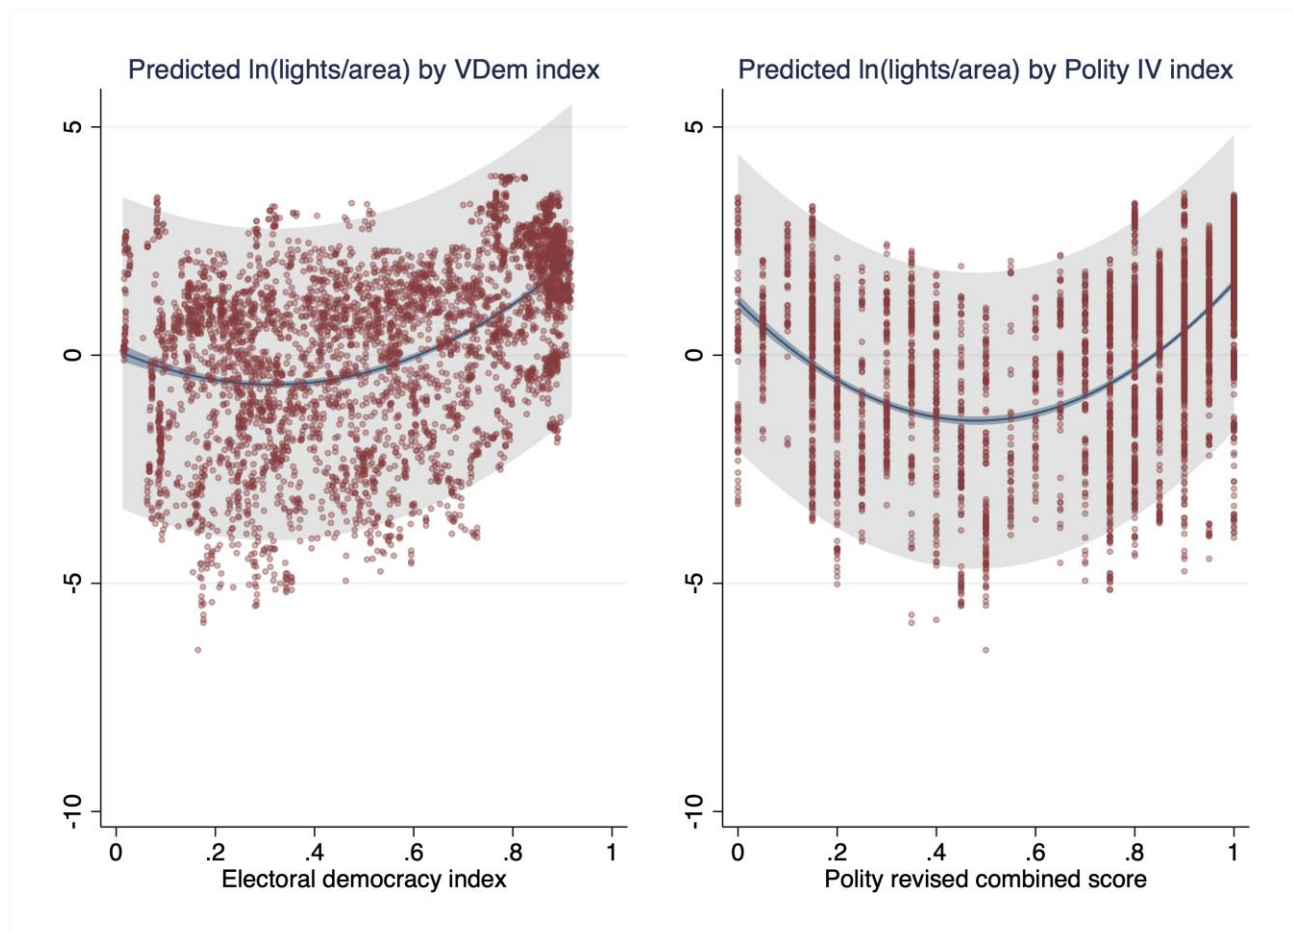 Predicted ln(lights/area) by VDem index
5
0
-5
-10
0 .2 .4 .6 .8 1
Electoral democracy index
Predicted ln(lights/area) by Polity IV index
5
0
-5
-10
0 .2 .4 .6 .8 1
Polity revised combined score